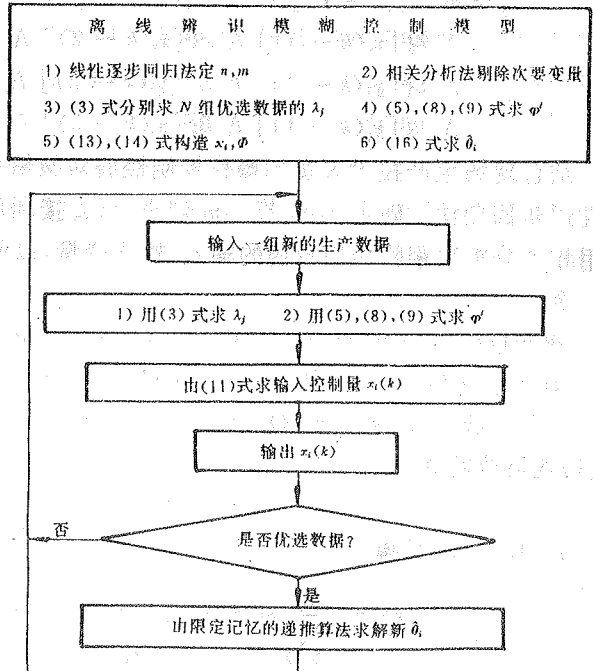 离 线 辨 识 模 糊 控 制 模 型
1) 线性逐步回归法定 n,m 2) 相关分析法剔除次要变量
3) (3) 式分别求 N 组优选数据的 λj 4) (5),(8),(9) 式求 φ^l
5) (13),(14) 式构造 xi,Φ 6) (16) 式求 θ̂i
输入一组新的生产数据
1) 用(3) 式求 λj 2) 用(5),(8),(9) 式求 φ^l
由(11)式求输入控制量 xi(k)
输出 xi(k)
是否优选数据?
否
是
由限定记忆的递推算法求解新 θ̂i